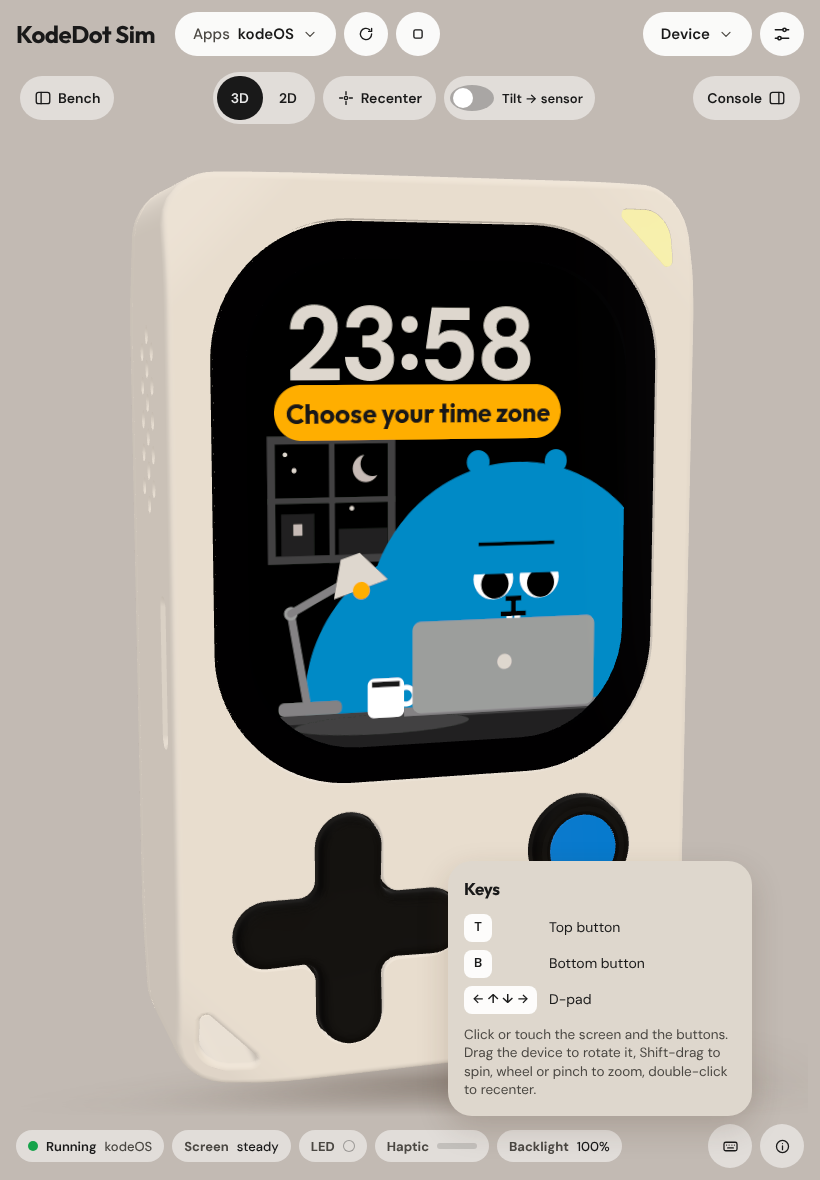 KodeDot Sim
Apps kodeOS
Device
Bench
3D
2D
Recenter
Tilt → sensor
Console
23:58
Choose your time zone
Keys
T Top button
B Bottom button
← ↑ ↓ → D-pad
Click or touch the screen and the buttons.
Drag the device to rotate it, Shift-drag to
spin, wheel or pinch to zoom, double-click
to recenter.
Running kodeOS
Screen steady
LED
Haptic
Backlight 100%